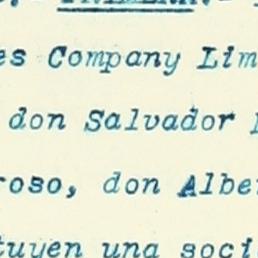 es Company Lim
don Salvador
roso, don Albe
tuyen una soci